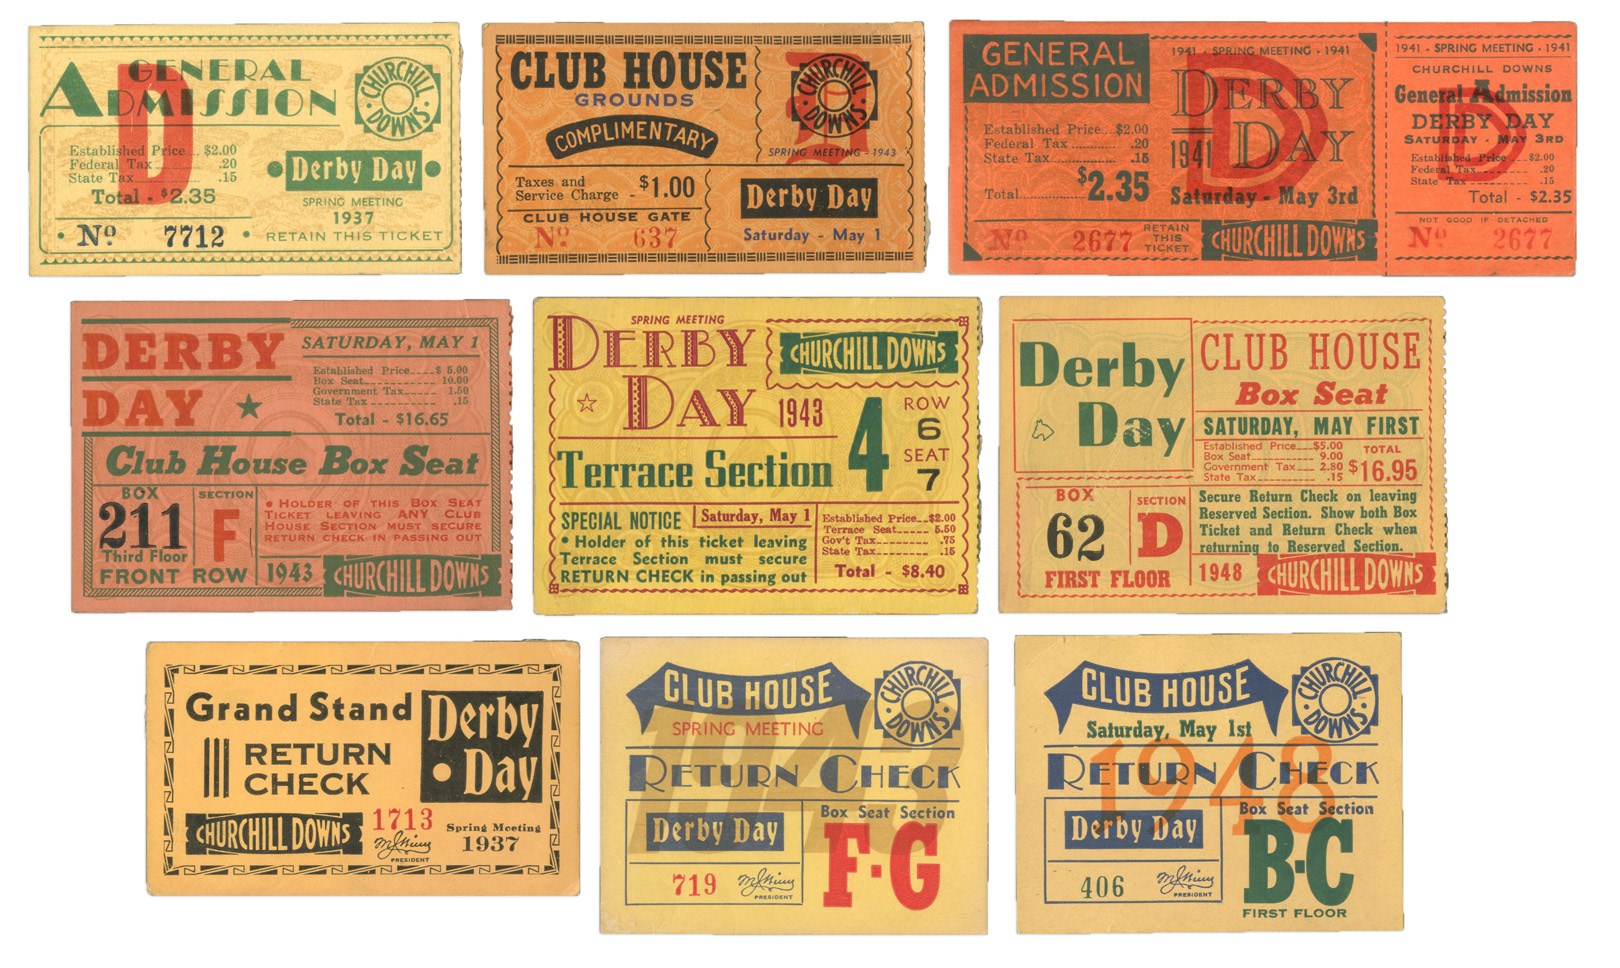 GENERAL
ADMISSION
D
CHURCHILL DOWNS
Established Price $2.00
Federal Tax .20
State Tax .15
Total - $2.35
Derby Day
SPRING MEETING
1937
• Nº 7712 • RETAIN THIS TICKET
CLUB HOUSE
GROUNDS
COMPLIMENTARY
CHURCHILL DOWNS
SPRING MEETING - 1943
Taxes and
Service Charge - $1.00
CLUB HOUSE GATE
Nº 637
Derby Day
Saturday - May 1
GENERAL
ADMISSION
1941 - SPRING MEETING - 1941
DERBY
DAY
1941
D
Established Price $2.00
Federal Tax .20
State Tax .15
Total $2.35
Saturday - May 3rd
Nº 2677
RETAIN
THIS
TICKET
CHURCHILL DOWNS
1941 - SPRING MEETING - 1941
CHURCHILL DOWNS
General Admission
DERBY DAY
SATURDAY - MAY 3RD
D
Established Price $2.00
Federal Tax .20
State Tax .15
Total - $2.35
NOT GOOD IF DETACHED
Nº 2677
DERBY
DAY
SATURDAY, MAY 1
Established Price $ 5.00
Box Seat 10.00
Government Tax 1.50
State Tax .15
Total - $16.65
Club House Box Seat
BOX
211
Third Floor
FRONT ROW
SECTION
F
• HOLDER OF THIS BOX SEAT
TICKET LEAVING ANY CLUB
HOUSE SECTION MUST SECURE
RETURN CHECK IN PASSING OUT
1943
CHURCHILL DOWNS
SPRING MEETING
DERBY
DAY
1943
CHURCHILL DOWNS
Terrace Section
4
ROW
6
SEAT
7
SPECIAL NOTICE
Saturday, May 1
• Holder of this ticket leaving
Terrace Section must secure
RETURN CHECK in passing out
Established Price $2.00
Terrace Seat 5.50
Gov't Tax .75
State Tax .15
Total - $8.40
Derby
Day
CLUB HOUSE
Box Seat
SATURDAY, MAY FIRST
Established Price $5.00
Box Seat 9.00
Government Tax 2.80
State Tax .15
TOTAL
$16.95
BOX
62
FIRST FLOOR
SECTION
D
Secure Return Check on leaving
Reserved Section. Show both Box
Ticket and Return Check when
returning to Reserved Section.
1948
CHURCHILL DOWNS
Grand Stand
RETURN
CHECK
Derby
• Day
CHURCHILL DOWNS
1713
PRESIDENT
Spring Meeting
1937
CLUB HOUSE
SPRING MEETING
CHURCHILL DOWNS
1943
RETURN CHECK
Derby Day
719
PRESIDENT
Box Seat Section
F-G
CLUB HOUSE
Saturday, May 1st
CHURCHILL DOWNS
1948
RETURN CHECK
Derby Day
406
PRESIDENT
Box Seat Section
B-C
FIRST FLOOR